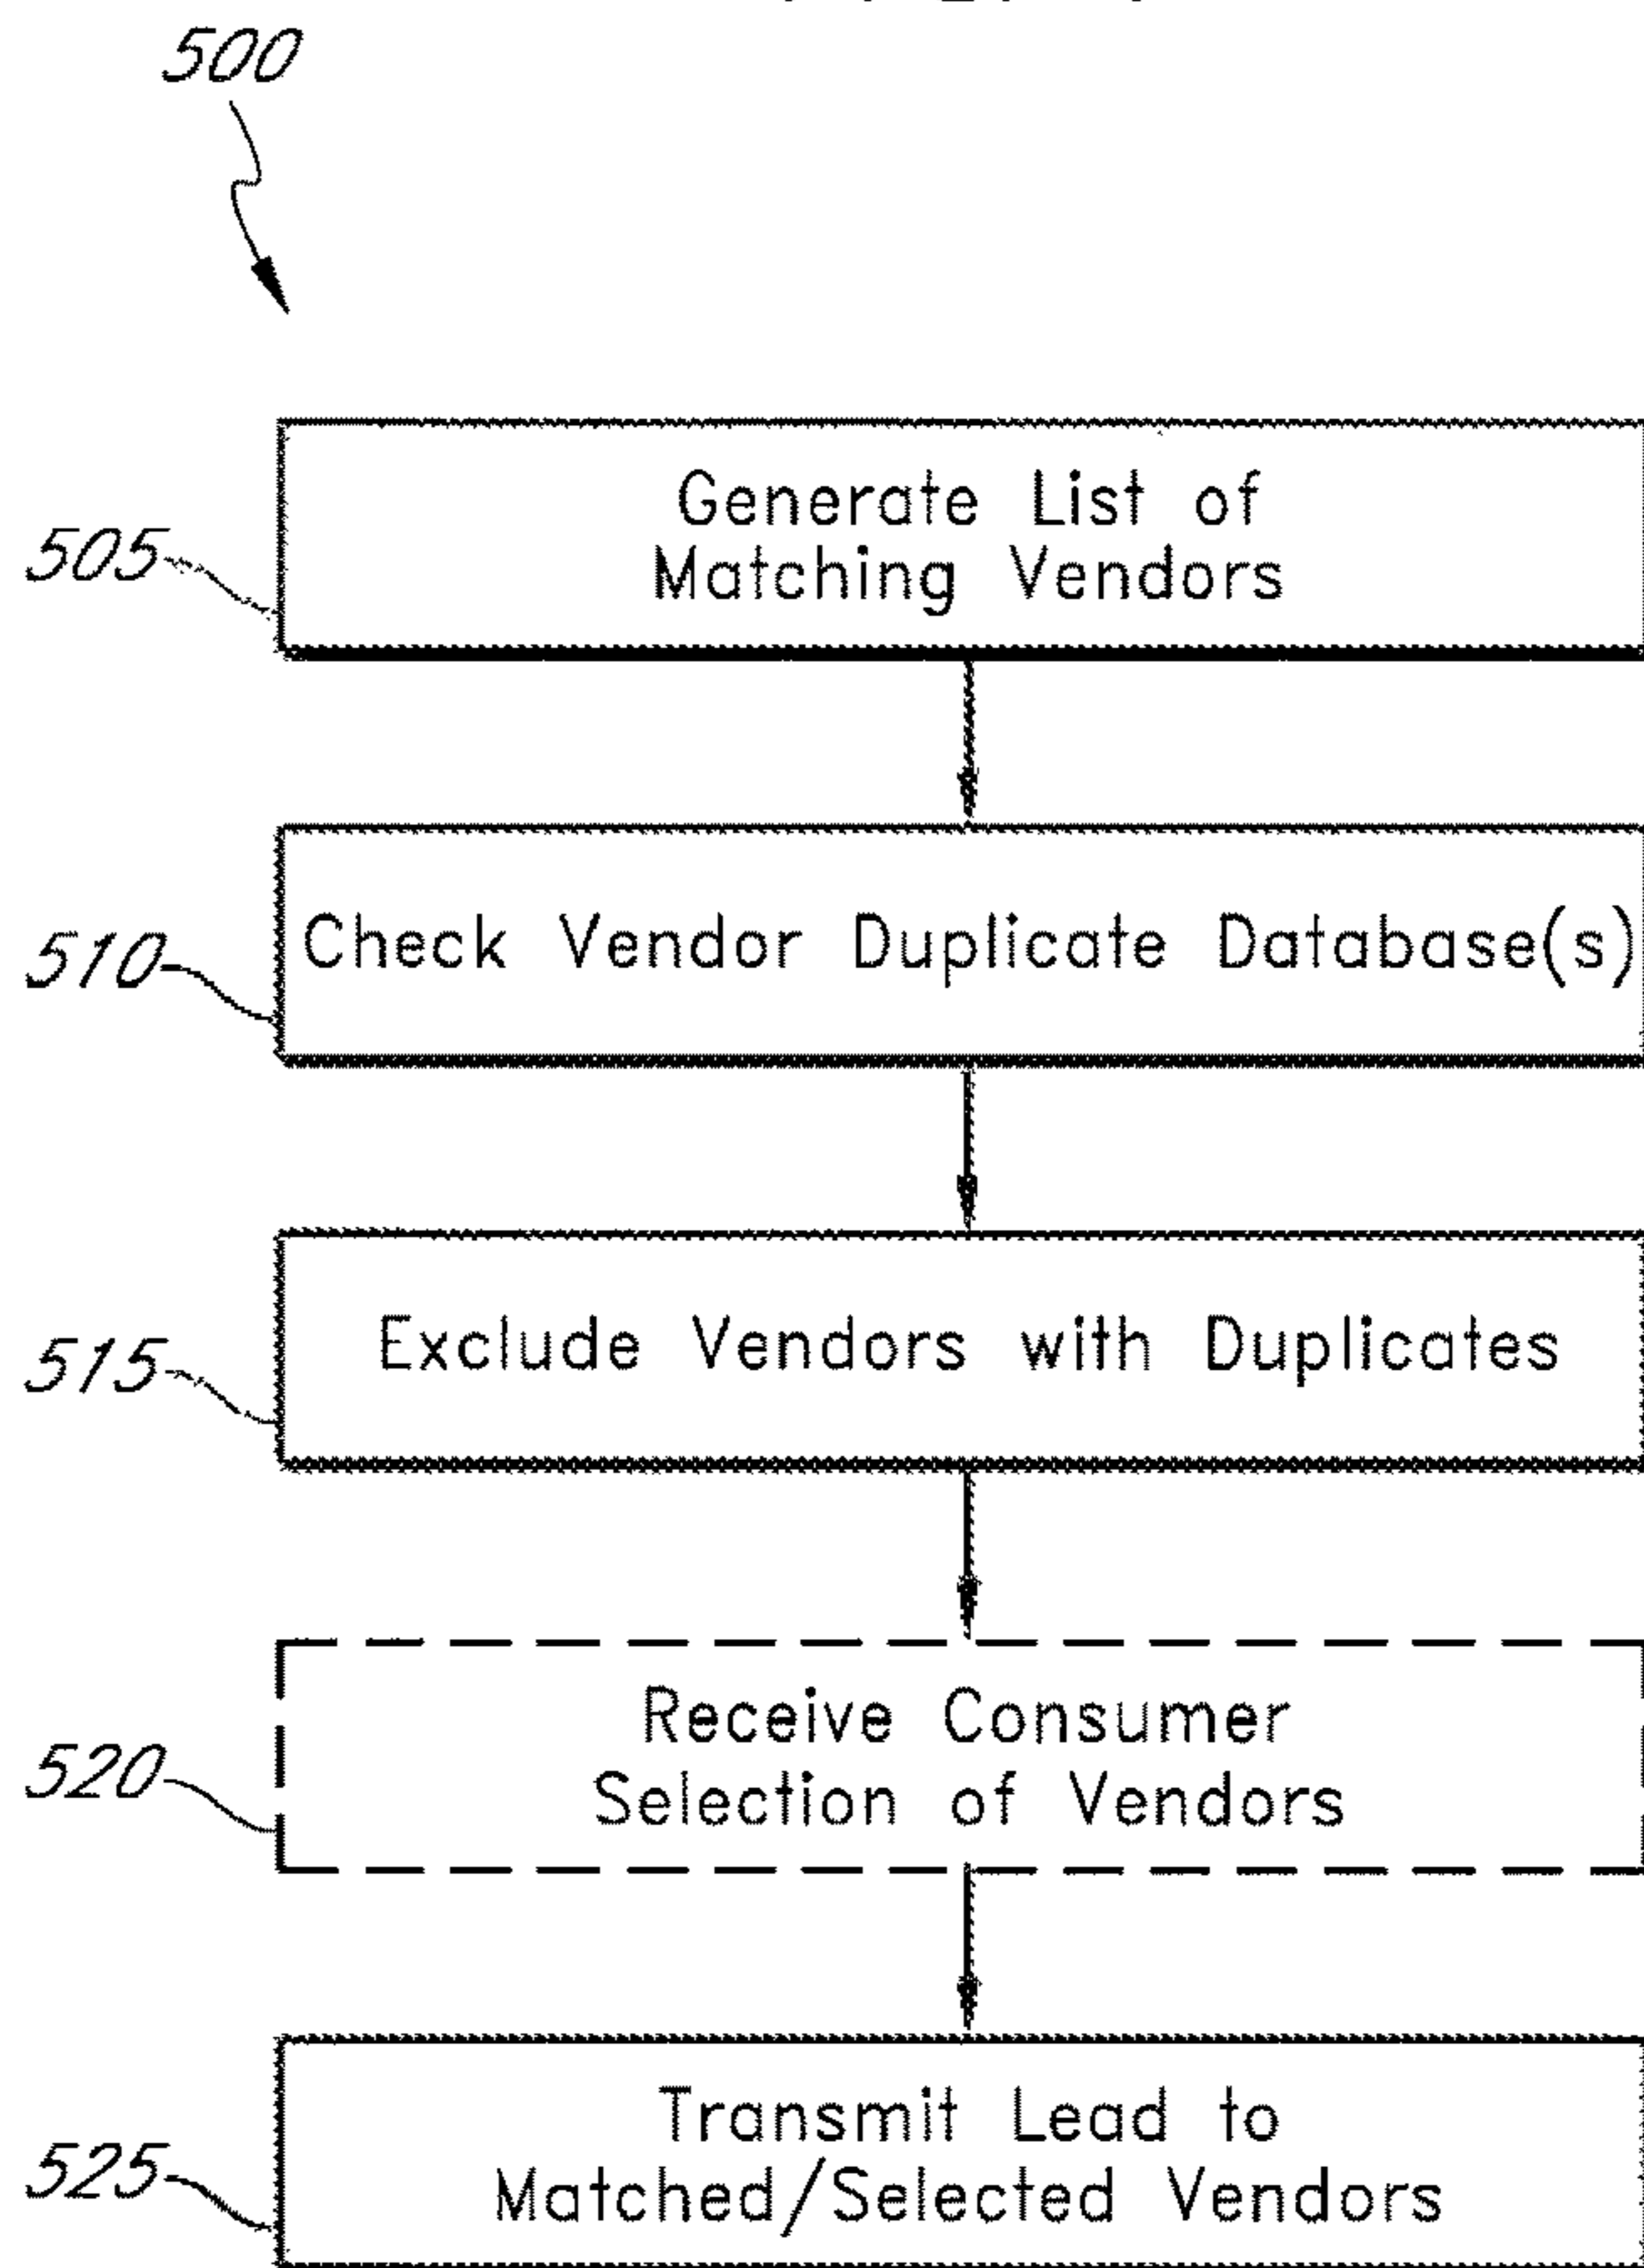 500
505
Generate List of
Matching Vendors
510
Check Vendor Duplicate Database(s)
515
Exclude Vendors with Duplicates
520
Receive Consumer
Selection of Vendors
525
Transmit Lead to
Matched/Selected Vendors